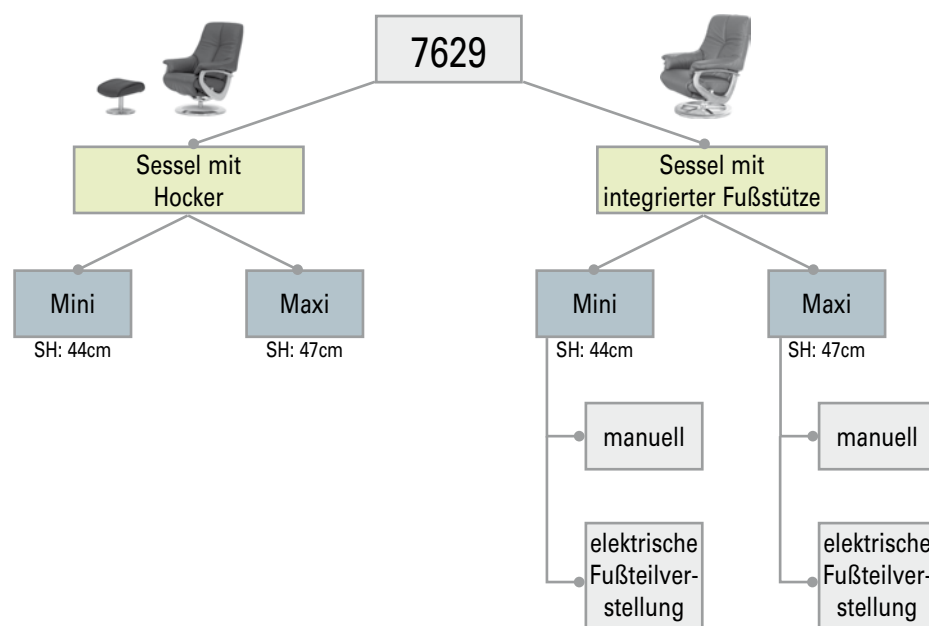 7629
Sessel mit
Hocker
Sessel mit
integrierter Fußstütze
Mini
Maxi
Mini
Maxi
SH: 44cm
SH: 47cm
SH: 44cm
SH: 47cm
manuell
manuell
elektrische
Fußteilver-
stellung
elektrische
Fußteilver-
stellung